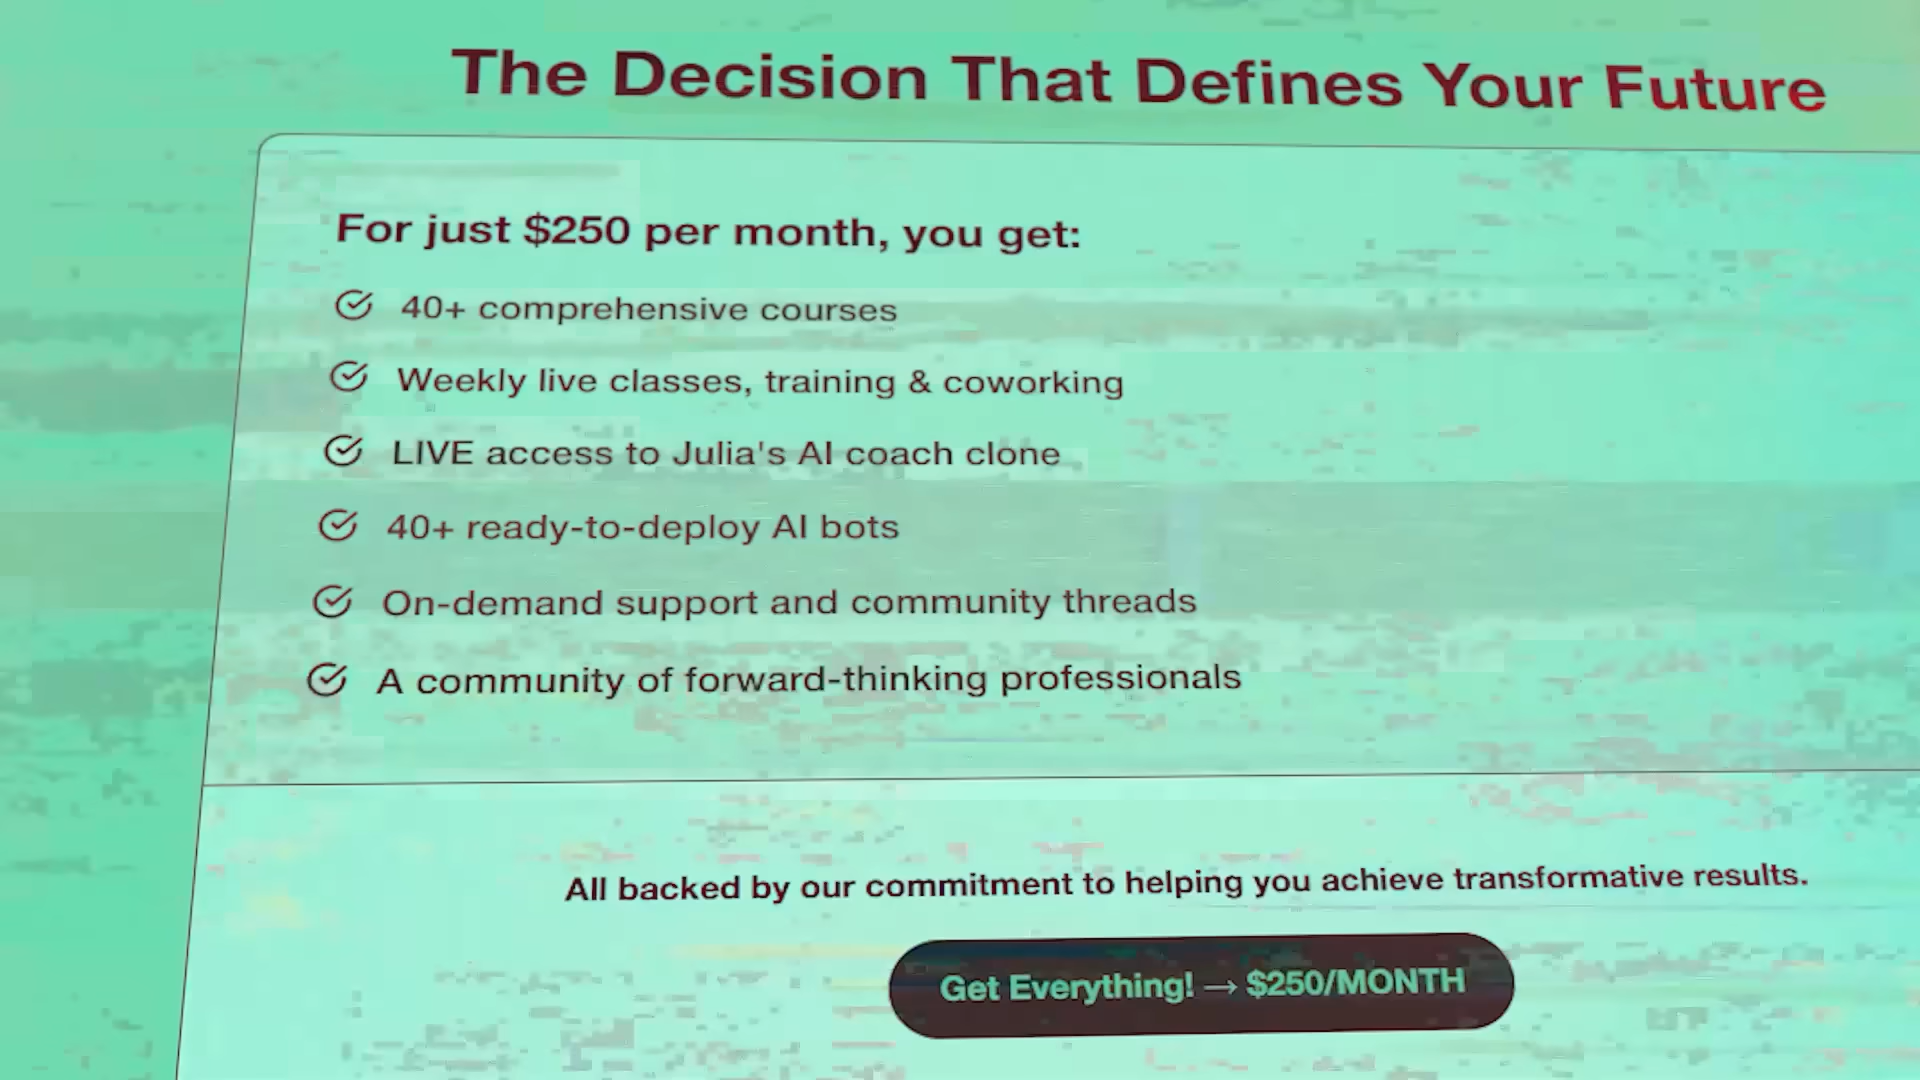 The Decision That Defines Your Future
For just $250 per month, you get:
40+ comprehensive courses
Weekly live classes, training & coworking
LIVE access to Julia's AI coach clone
40+ ready-to-deploy AI bots
On-demand support and community threads
A community of forward-thinking professionals
All backed by our commitment to helping you achieve transformative results.
Get Everything! → $250/MONTH